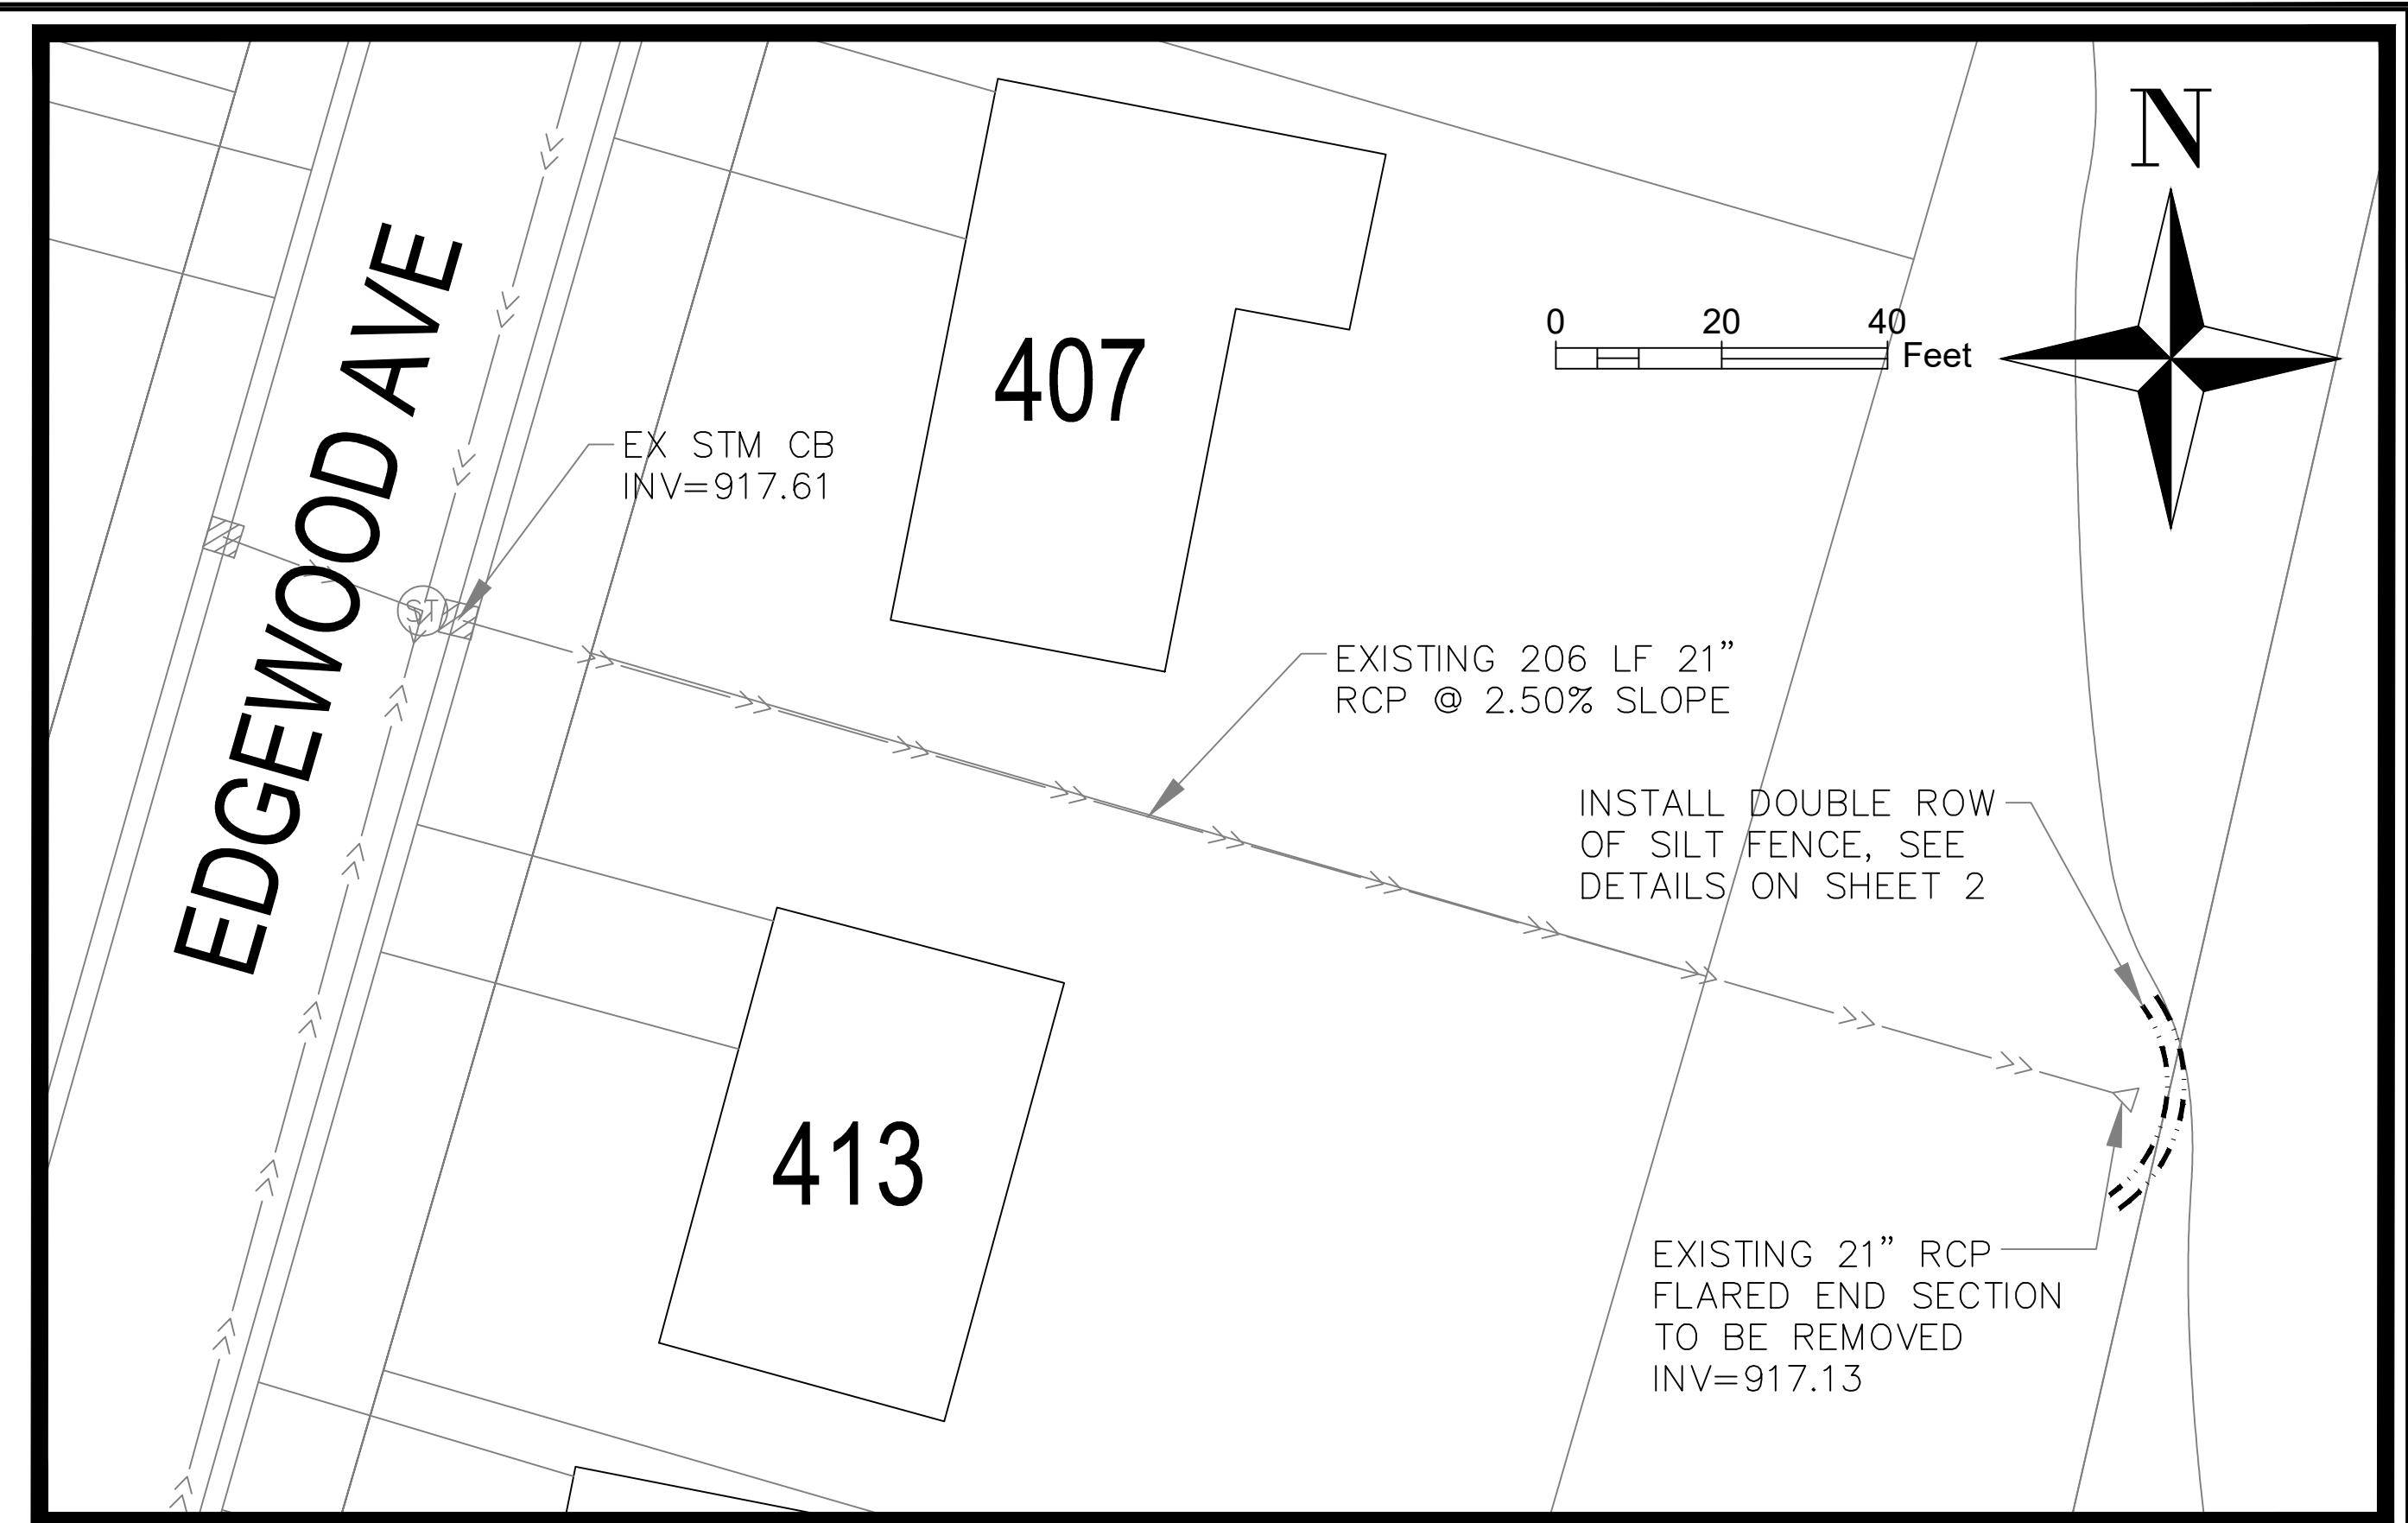 N
EDGEWOOD AVE
407
0 20 40
Feet
EX STM CB
INV=917.61
ST
EXISTING 206 LF 21”
RCP @ 2.50% SLOPE
INSTALL DOUBLE ROW
OF SILT FENCE, SEE
DETAILS ON SHEET 2
413
EXISTING 21” RCP
FLARED END SECTION
TO BE REMOVED
INV=917.13